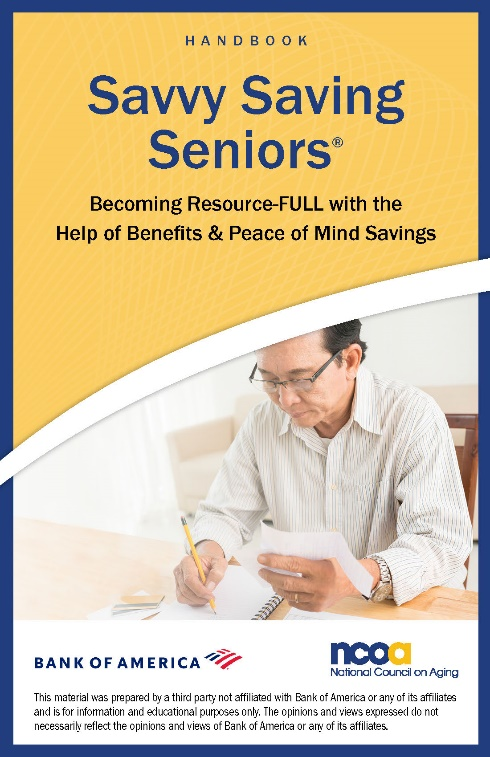 HANDBOOK
Savvy Saving
Seniors®
Becoming Resource-FULL with the
Help of Benefits & Peace of Mind Savings
BANK OF AMERICA
ncoa
National Council on Aging
This material was prepared by a third party not affiliated with Bank of America or any of its affiliates
and is for information and educational purposes only. The opinions and views expressed do not
necessarily reflect the opinions and views of Bank of America or any of its affiliates.